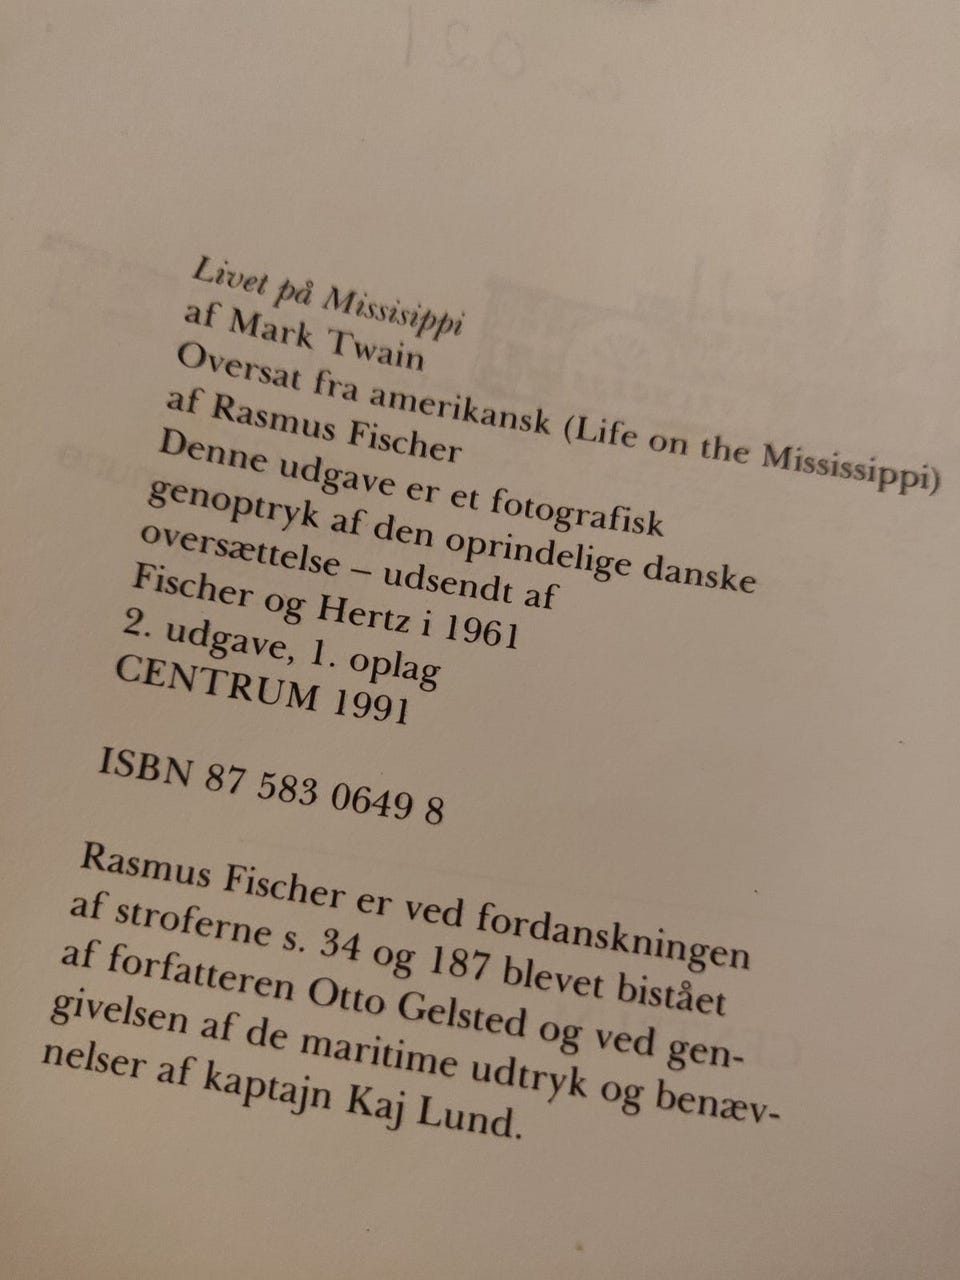 Livet på Missisippi
af Mark Twain
Oversat fra amerikansk (Life on the Mississippi)
af Rasmus Fischer
Denne udgave er et fotografisk
genoptryk af den oprindelige danske
oversættelse – udsendt af
Fischer og Hertz i 1961
2. udgave, 1. oplag
CENTRUM 1991
ISBN 87 583 0649 8
Rasmus Fischer er ved fordanskningen
af stroferne s. 34 og 187 blevet bistået
af forfatteren Otto Gelsted og ved gen-
givelsen af de maritime udtryk og benæv-
nelser af kaptajn Kaj Lund.